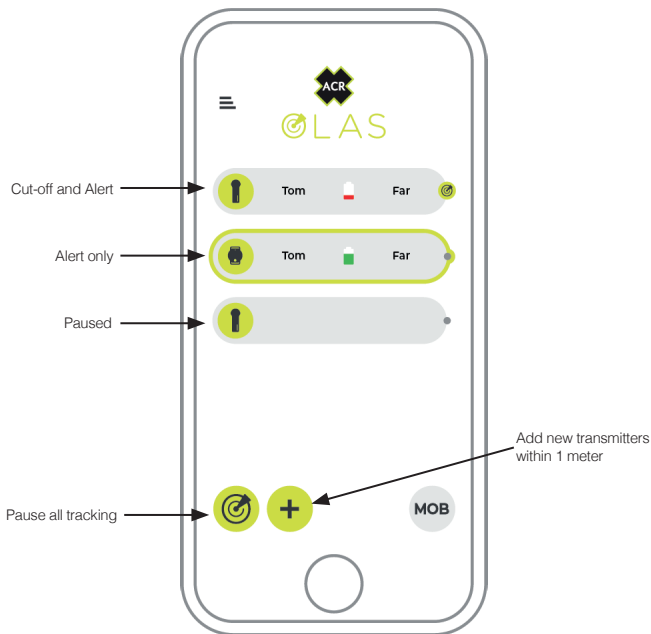 ACR
OLAS
Cut-off and Alert
Tom Far
Alert only
Tom Far
Paused
Add new transmitters
within 1 meter
Pause all tracking
+
MOB